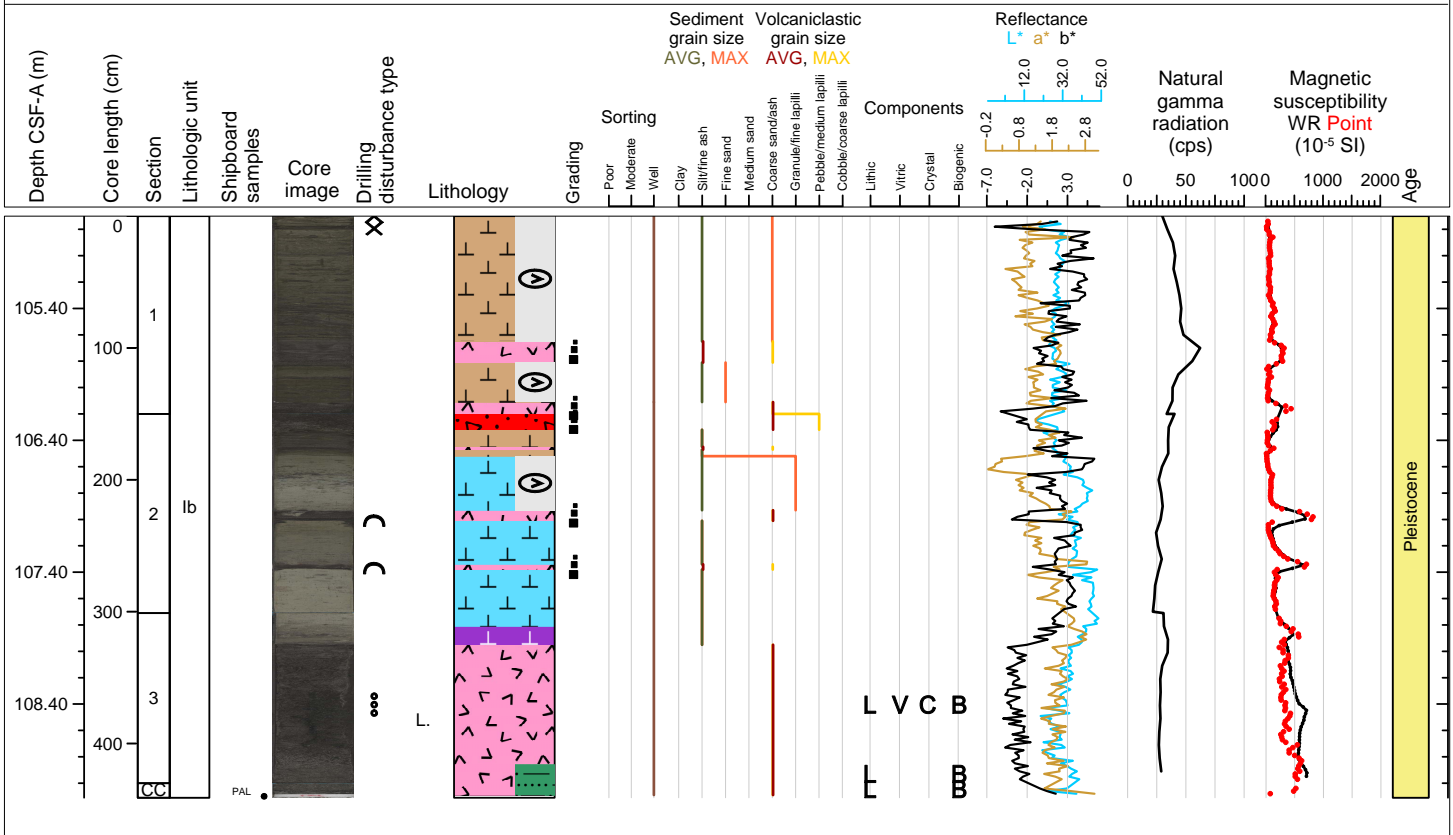 Depth CSF-A (m)
Core length (cm)
Section
Lithologic unit
Shipboard
samples
Core
image
Drilling
disturbance type
Lithology
Grading
Sorting
Poor
Moderate
Well
Sediment
grain size
AVG, MAX
Volcaniclastic
grain size
AVG, MAX
Clay
Silt/fine ash
Fine sand
Medium sand
Coarse sand/ash
Granule/fine lapilli
Pebble/medium lapilli
Cobble/coarse lapilli
Components
Lithic
Vitric
Crystal
Biogenic
Reflectance
L* a* b*
12.0
32.0
52.0
-0.2
0.8
1.8
2.8
-7.0
-2.0
3.0
Natural
gamma
radiation
(cps)
0
50
100
Magnetic
susceptibility
WR Point
(10-5 SI)
0
1000
2000
Age
0
100
200
300
400
105.40
106.40
107.40
108.40
1
2
3
CC
Ib
PAL
L.
L V C B
L B
L B
Pleistocene